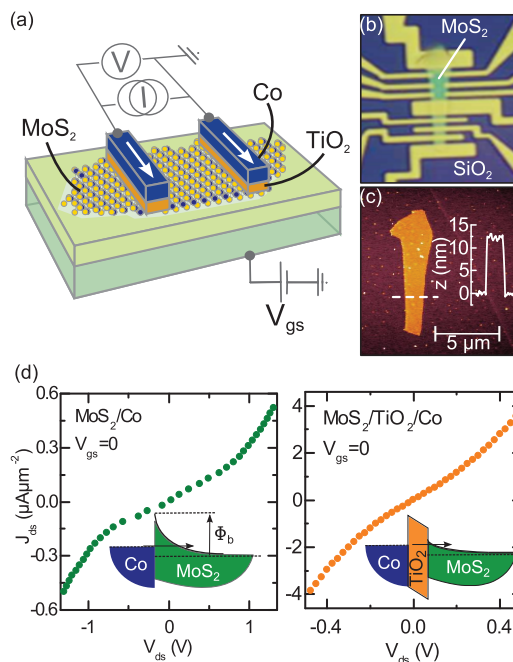 (a)
V
I
MoS2
Co
TiO2
Vgs
(b)
MoS2
SiO2
(c)
15
10
5
0
z (nm)
5 µm
(d)
0.6
0.3
0.0
-0.3
-0.6
Jds (µAµm-2)
MoS2/Co
Vgs=0
Φb
Co
MoS2
-1
0
1
Vds (V)
MoS2/TiO2/Co
Vgs=0
4
2
0
-2
-4
Co
TiO2
MoS2
-0.4
0.0
0.4
Vds (V)